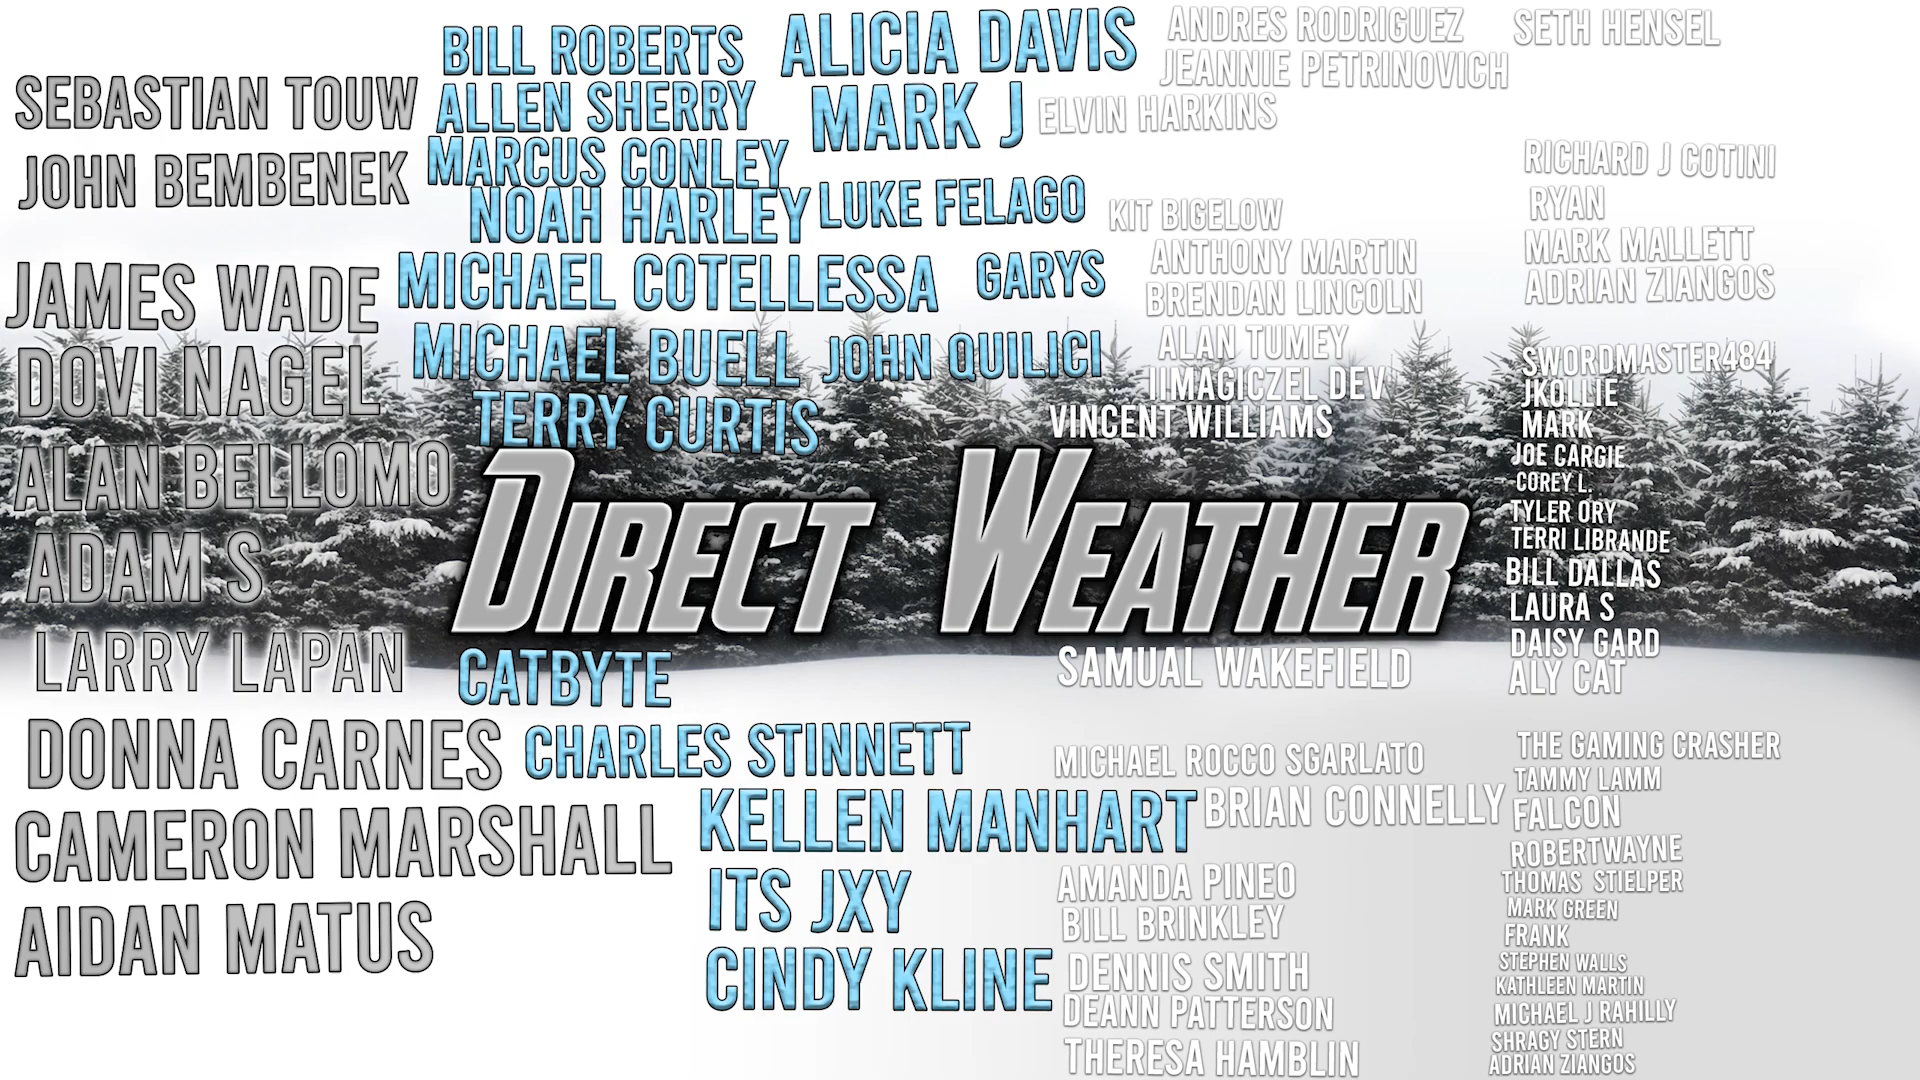 SEBASTIAN TOUW
JOHN BEMBENEK
JAMES WADE
DOVI NAGEL
ALAN BELLOMO
ADAM S
LARRY LAPAN
DONNA CARNES
CAMERON MARSHALL
AIDAN MATUS
BILL ROBERTS
ALLEN SHERRY
MARCUS CONLEY
NOAH HARLEY
MICHAEL COTELLESSA
MICHAEL BUELL
TERRY CURTIS
ALICIA DAVIS
MARK J
LUKE FELAGO
GARYS
JOHN QUILICI
DIRECT WEATHER
CATBYTE
CHARLES STINNETT
KELLEN MANHART
ITS JXY
CINDY KLINE
ANDRES RODRIGUEZ
JEANNIE PETRINOVICH
ELVIN HARKINS
KIT BIGELOW
ANTHONY MARTIN
BRENDAN LINCOLN
ALAN TUMEY
IIMAGICZEL DEV
VINCENT WILLIAMS
SAMUAL WAKEFIELD
MICHAEL ROCCO SGARLATO
BRIAN CONNELLY
AMANDA PINEO
BILL BRINKLEY
DENNIS SMITH
DEANN PATTERSON
THERESA HAMBLIN
SETH HENSEL
RICHARD J COTINI
RYAN
MARK MALLETT
ADRIAN ZIANGOS
SWORDMASTER484
JKOLLIE
MARK
JOE CARGIE
COREY L.
TYLER ORY
TERRI LIBRANDE
BILL DALLAS
LAURA S
DAISY GARD
ALY CAT
THE GAMING CRASHER
TAMMY LAMM
FALCON
ROBERTWAYNE
THOMAS STIELPER
MARK GREEN
FRANK
STEPHEN WALLS
KATHLEEN MARTIN
MICHAEL J RAHILLY
SHRAGY STERN
ADRIAN ZIANGOS